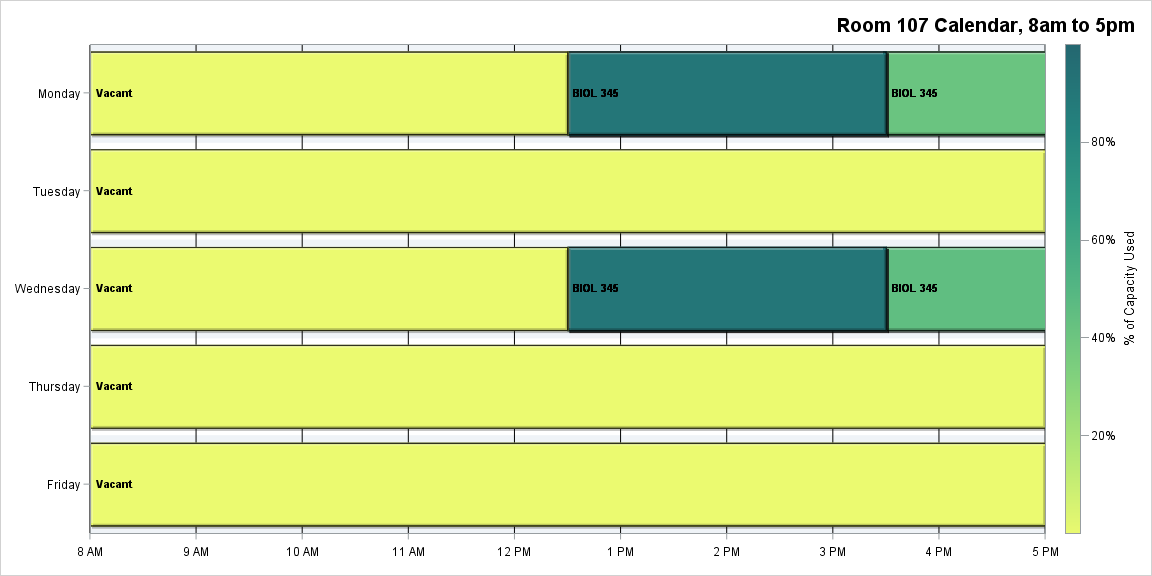 Room 107 Calendar, 8am to 5pm
Monday
Vacant
BIOL 345
BIOL 345
Tuesday
Vacant
Wednesday
Vacant
BIOL 345
BIOL 345
Thursday
Vacant
Friday
Vacant
8 AM
9 AM
10 AM
11 AM
12 PM
1 PM
2 PM
3 PM
4 PM
5 PM
80%
60%
40%
20%
% of Capacity Used